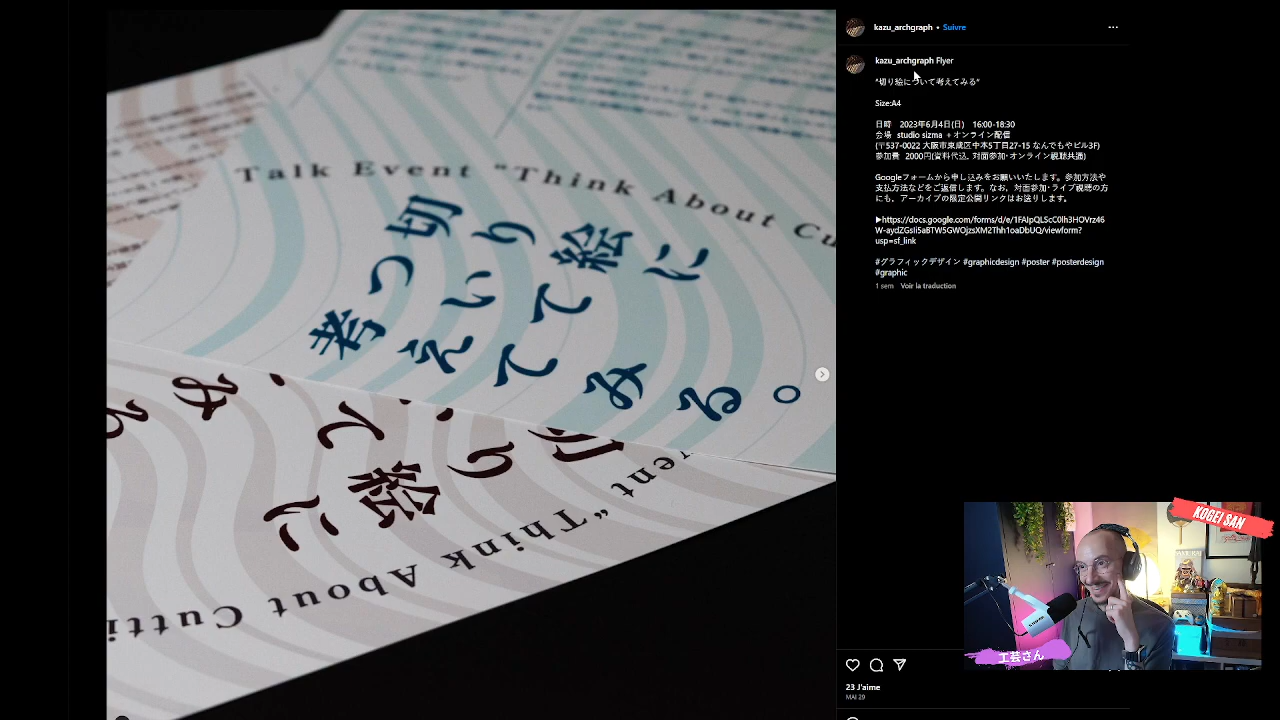 Talk Event "Think About Cu
切り絵に
ついて
考えてみる。
みる
いて
切り絵に
ent "Think About Cutti
kazu_archgraph • Suivre
kazu_archgraph Flyer
"切り絵について考えてみる"
Size:A4
日時 2023年6月4日(日) 16:00-18:30
会場 studio sizma +オンライン配信
(〒537-0022 大阪市東成区中本5丁目27-15 なんでもやビル3F)
参加費 2000円(資料代込, 対面参加･オンライン視聴共通)
Googleフォームから申し込みをお願いいたします。参加方法や
支払方法などをご返信します。なお、対面参加･ライブ視聴の方
にも、アーカイブの限定公開リンクはお送りします。
▶https://docs.google.com/forms/d/e/1FAIpQLScC0lh3HOVrz46
W-aydZGsIi5aBTW5GWOjzsXM2Thh1oaDbUQ/viewform?
usp=sf_link
#グラフィックデザイン #graphicdesign #poster #posterdesign
#graphic
1 sem Voir la traduction
KOGEI SAN
工芸さん
23 J'aime
MAI 29